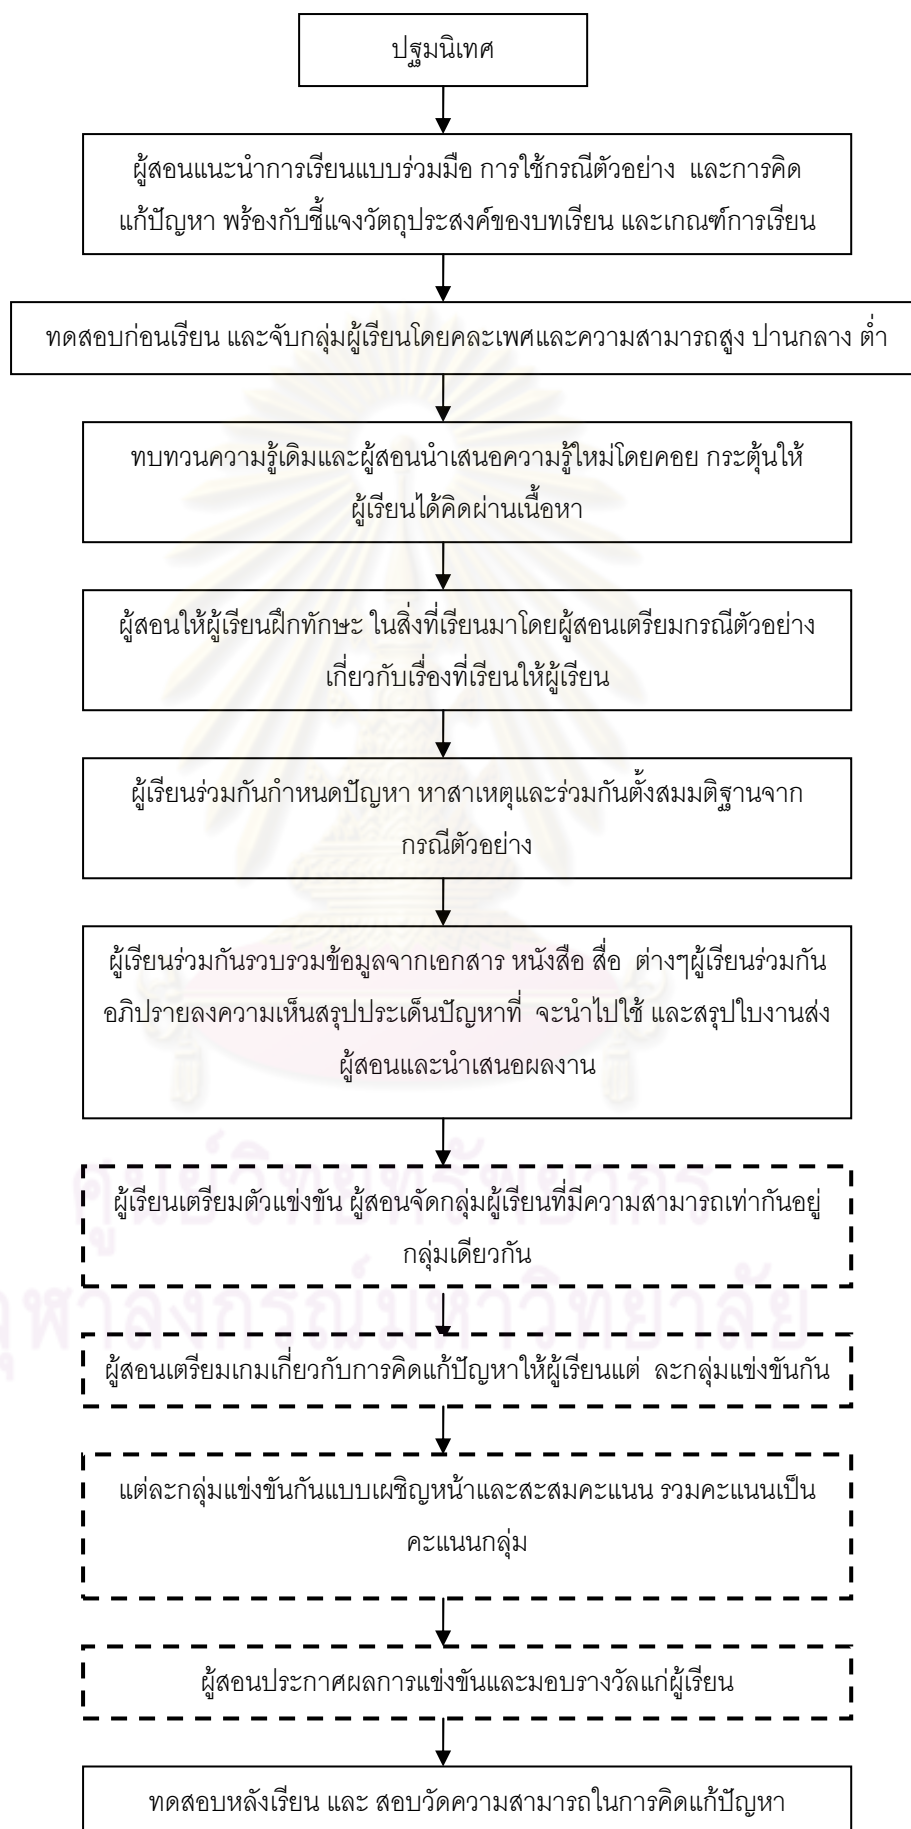 ปฐมนิเทศ
ผู้สอนแนะนำการเรียนแบบร่วมมือ การใช้กรณีตัวอย่าง และการคิด
แก้ปัญหา พร้องกับชี้แจงวัตถุประสงค์ของบทเรียน และเกณฑ์การเรียน
ทดสอบก่อนเรียน และจับกลุ่มผู้เรียนโดยคละเพศและความสามารถสูง ปานกลาง ต่ำ
ทบทวนความรู้เดิมและผู้สอนนำเสนอความรู้ใหม่โดยคอย กระตุ้นให้
ผู้เรียนได้คิดผ่านเนื้อหา
ผู้สอนให้ผู้เรียนฝึกทักษะ ในสิ่งที่เรียนมาโดยผู้สอนเตรียมกรณีตัวอย่าง
เกี่ยวกับเรื่องที่เรียนให้ผู้เรียน
ผู้เรียนร่วมกันกำหนดปัญหา หาสาเหตุและร่วมกันตั้งสมมติฐานจาก
กรณีตัวอย่าง
ผู้เรียนร่วมกันรวบรวมข้อมูลจากเอกสาร หนังสือ สื่อ ต่างๆผู้เรียนร่วมกัน
อภิปรายลงความเห็นสรุปประเด็นปัญหาที่ จะนำไปใช้ และสรุปใบงานส่ง
ผู้สอนและนำเสนอผลงาน
ศูนย์วิทยทรัพยากร
ผู้เรียนเตรียมตัวแข่งขัน ผู้สอนจัดกลุ่มผู้เรียนที่มีความสามารถเท่ากันอยู่
กลุ่มเดียวกัน
จุฬาลงกรณ์มหาวิทยาลัย
ผู้สอนเตรียมเกมเกี่ยวกับการคิดแก้ปัญหาให้ผู้เรียนแต่ ละกลุ่มแข่งขันกัน
แต่ละกลุ่มแข่งขันกันแบบเผชิญหน้าและสะสมคะแนน รวมคะแนนเป็น
คะแนนกลุ่ม
ผู้สอนประกาศผลการแข่งขันและมอบรางวัลแก่ผู้เรียน
ทดสอบหลังเรียน และ สอบวัดความสามารถในการคิดแก้ปัญหา